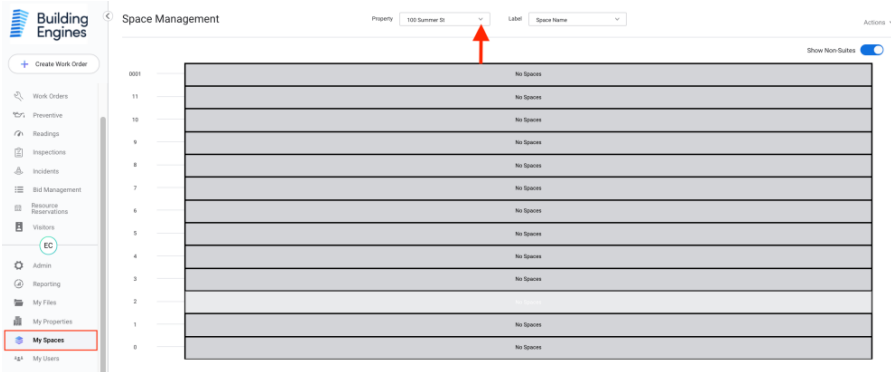 Building
Engines
Space Management
Property
100 Summer St
Label
Space Name
Actions
Show Non-Suites
+ Create Work Order
Work Orders
Preventive
Readings
Inspections
Incidents
Bid Management
Resource
Reservations
Visitors
EC
Admin
Reporting
My Files
My Properties
My Spaces
My Users
0001 No Spaces
11 No Spaces
10 No Spaces
9 No Spaces
8 No Spaces
7 No Spaces
6 No Spaces
5 No Spaces
4 No Spaces
3 No Spaces
2 No Spaces
1 No Spaces
0 No Spaces